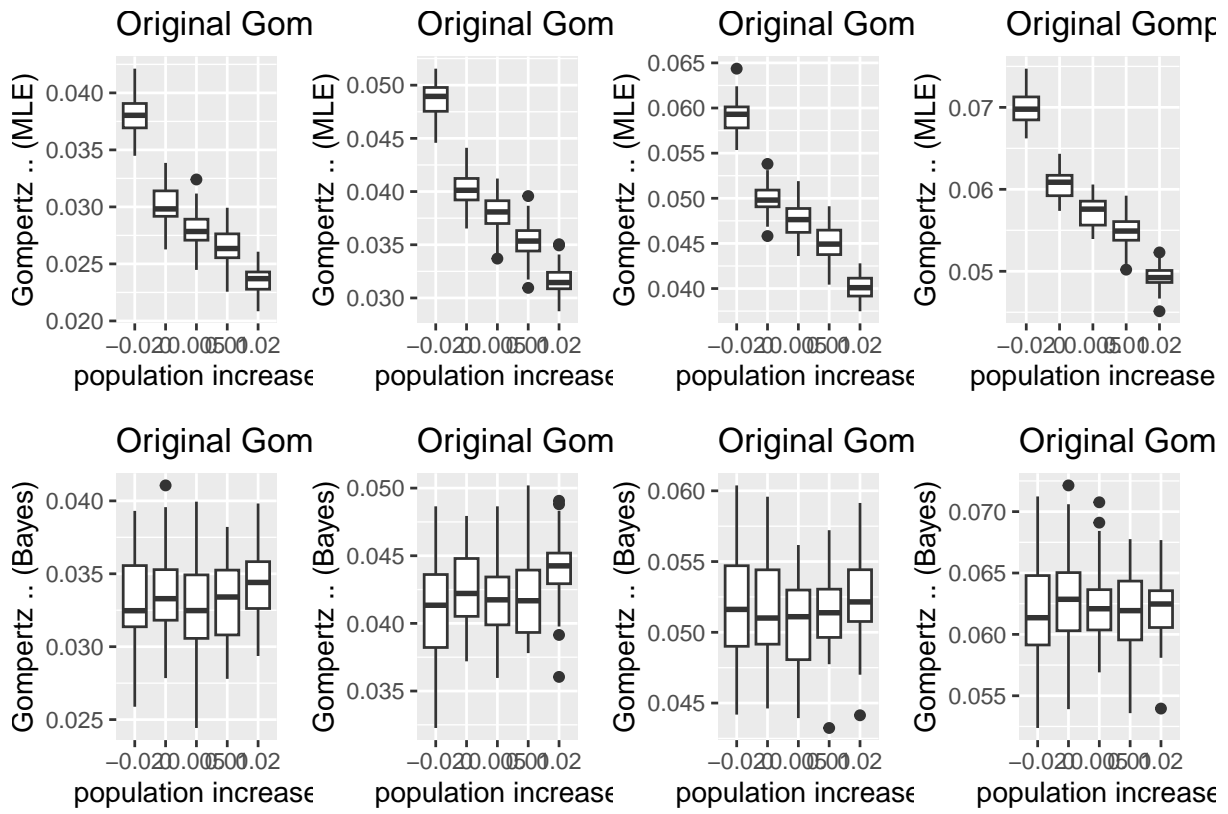 Original Gom
Original Gom
Original Gom
Original Gomp
Gompertz .. (MLE)
0.040
0.035
0.030
0.025
0.020
population increase
Gompertz .. (MLE)
0.050
0.045
0.040
0.035
0.030
population increase
Gompertz .. (MLE)
0.065
0.060
0.055
0.050
0.045
0.040
population increase
Gompertz .. (MLE)
0.07
0.06
0.05
population increase
Original Gom
Original Gom
Original Gom
Original Gom
Gompertz .. (Bayes)
0.040
0.035
0.030
0.025
population increase
Gompertz .. (Bayes)
0.050
0.045
0.040
0.035
population increase
Gompertz .. (Bayes)
0.060
0.055
0.050
0.045
population increase
Gompertz .. (Bayes)
0.070
0.065
0.060
0.055
population increase